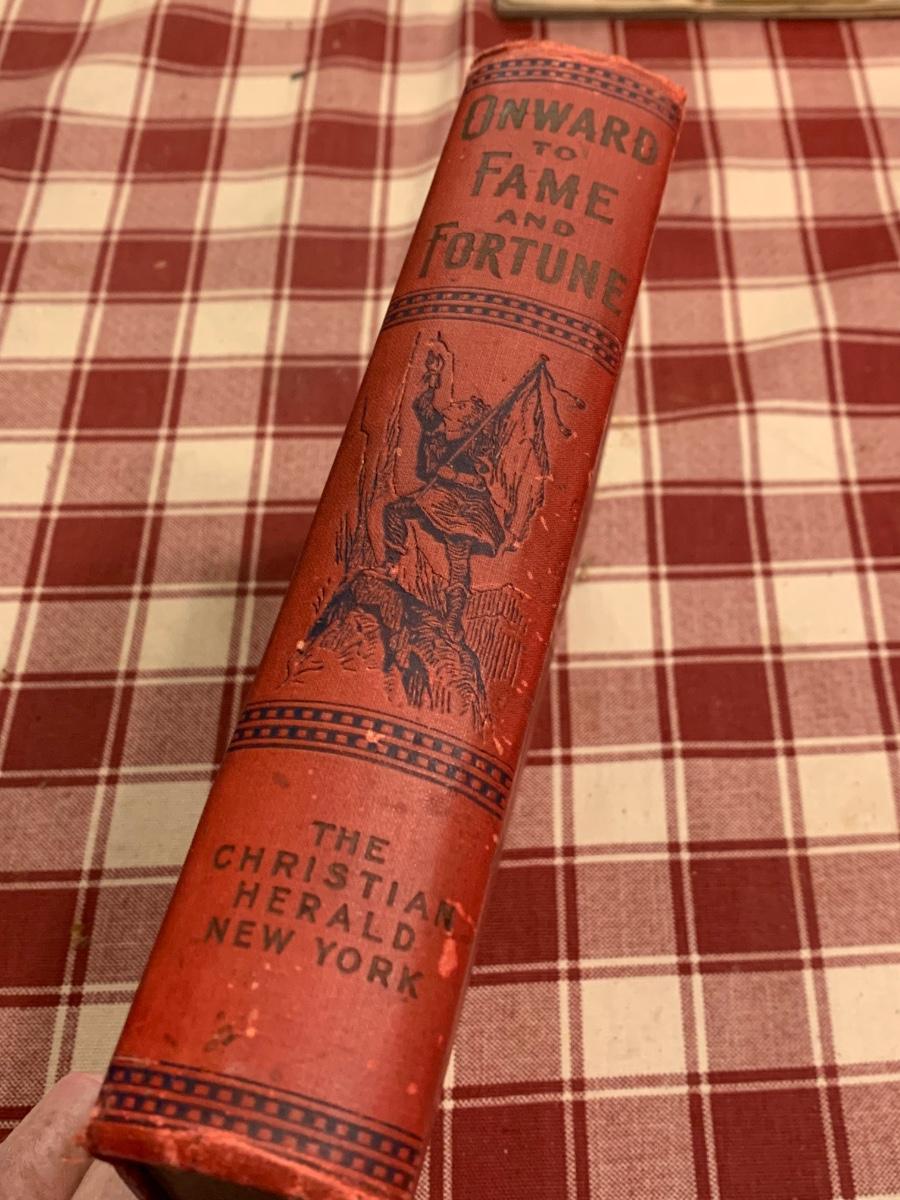 ONWARD
TO
FAME
AND
FORTUNE
THE
CHRISTIAN
HERALD
NEW YORK